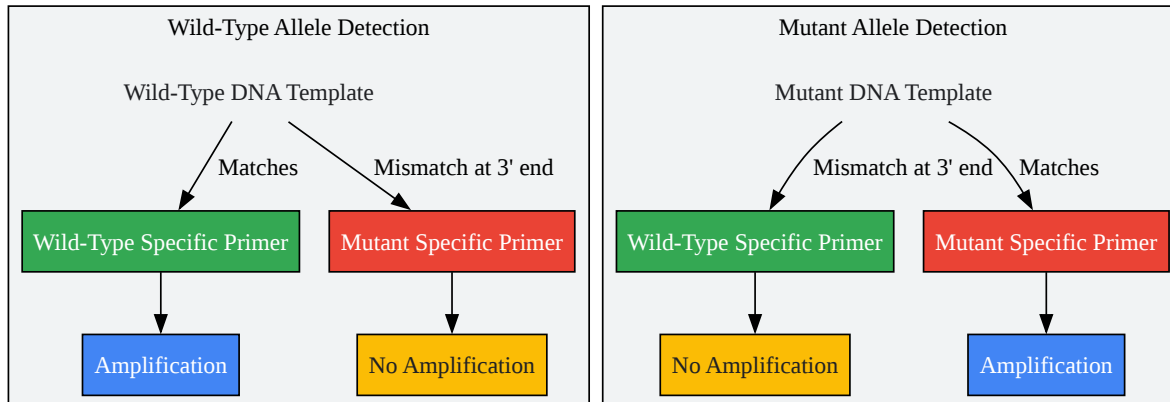 Wild-Type Allele Detection
Wild-Type DNA Template
Matches
Mismatch at 3' end
Wild-Type Specific Primer
Mutant Specific Primer
Amplification
No Amplification
Mutant Allele Detection
Mutant DNA Template
Mismatch at 3' end
Matches
Wild-Type Specific Primer
Mutant Specific Primer
No Amplification
Amplification